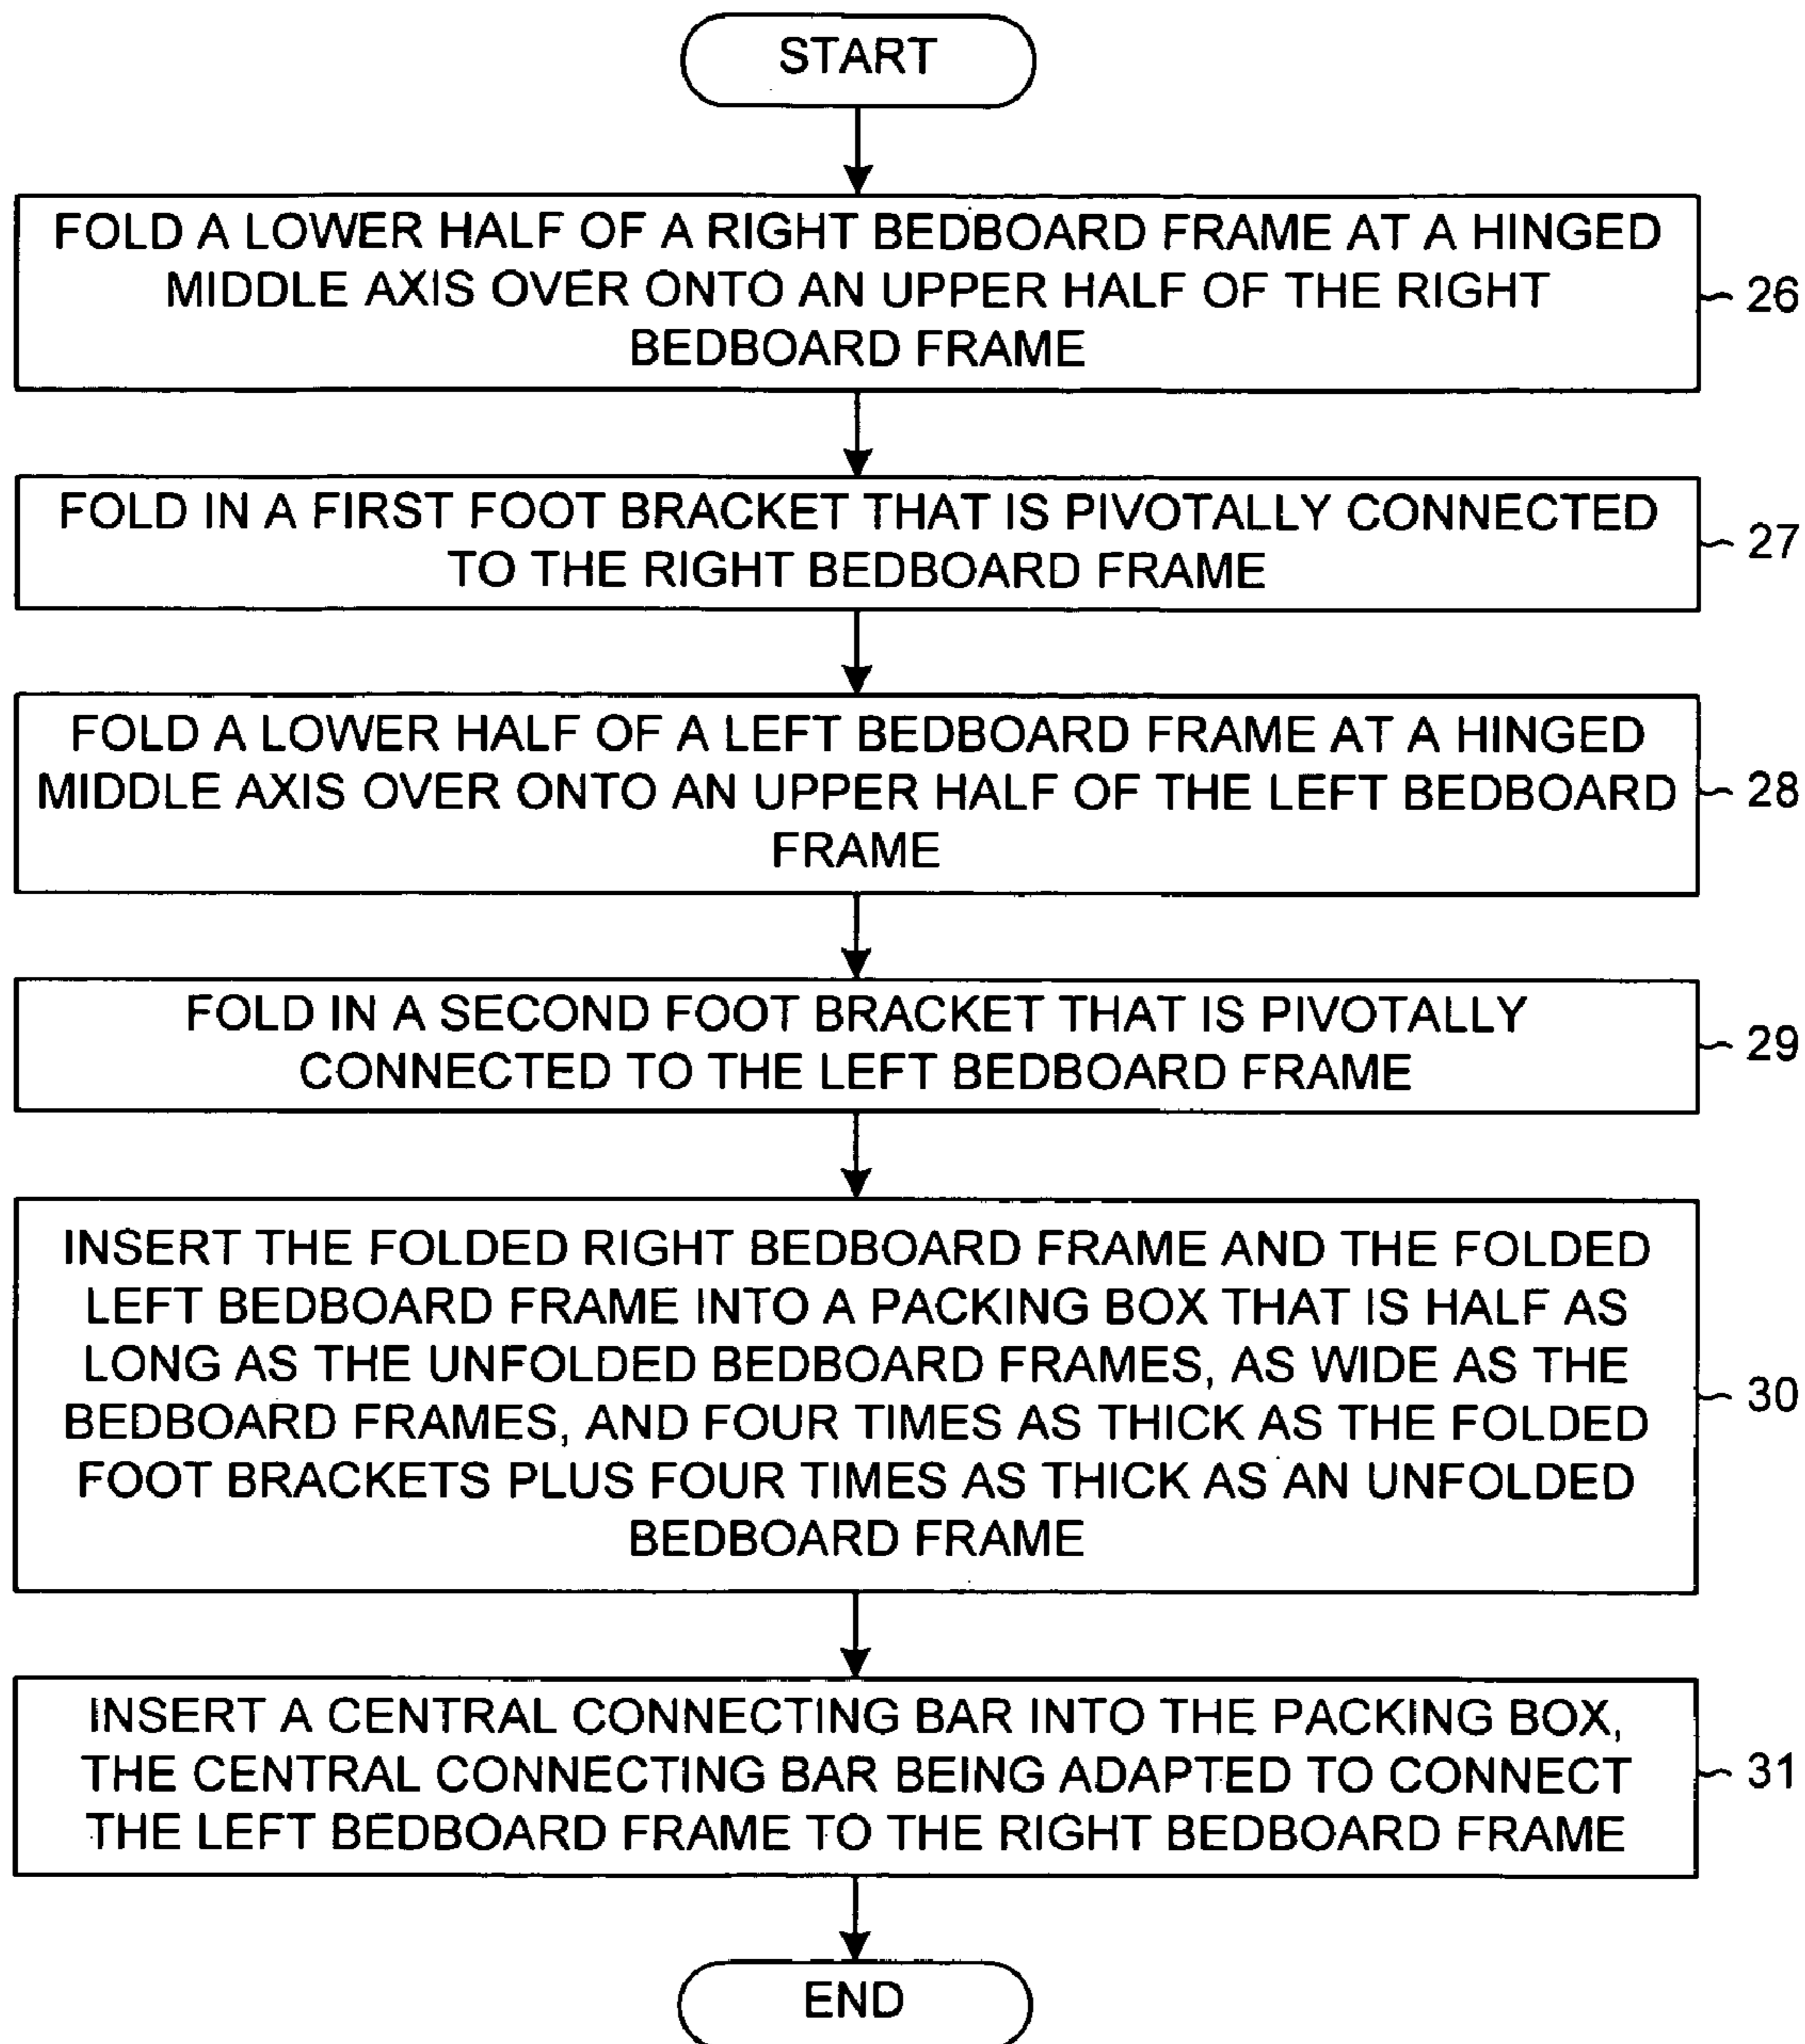 START
FOLD A LOWER HALF OF A RIGHT BEDBOARD FRAME AT A HINGED
MIDDLE AXIS OVER ONTO AN UPPER HALF OF THE RIGHT
BEDBOARD FRAME
26
FOLD IN A FIRST FOOT BRACKET THAT IS PIVOTALLY CONNECTED
TO THE RIGHT BEDBOARD FRAME
27
FOLD A LOWER HALF OF A LEFT BEDBOARD FRAME AT A HINGED
MIDDLE AXIS OVER ONTO AN UPPER HALF OF THE LEFT BEDBOARD
FRAME
28
FOLD IN A SECOND FOOT BRACKET THAT IS PIVOTALLY
CONNECTED TO THE LEFT BEDBOARD FRAME
29
INSERT THE FOLDED RIGHT BEDBOARD FRAME AND THE FOLDED
LEFT BEDBOARD FRAME INTO A PACKING BOX THAT IS HALF AS
LONG AS THE UNFOLDED BEDBOARD FRAMES, AS WIDE AS THE
BEDBOARD FRAMES, AND FOUR TIMES AS THICK AS THE FOLDED
FOOT BRACKETS PLUS FOUR TIMES AS THICK AS AN UNFOLDED
BEDBOARD FRAME
30
INSERT A CENTRAL CONNECTING BAR INTO THE PACKING BOX,
THE CENTRAL CONNECTING BAR BEING ADAPTED TO CONNECT
THE LEFT BEDBOARD FRAME TO THE RIGHT BEDBOARD FRAME
31
END